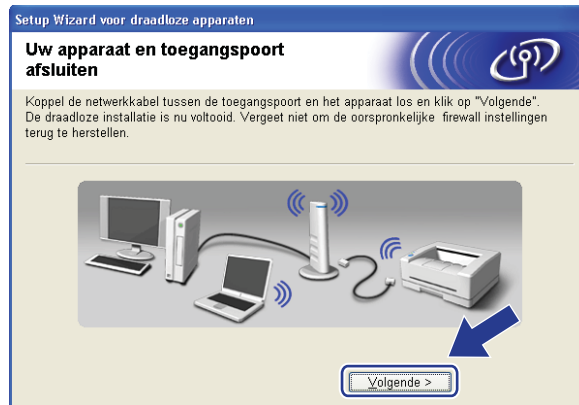 Setup Wizard voor draadloze apparaten
Uw apparaat en toegangspoort
afsluiten
Koppel de netwerkkabel tussen de toegangspoort en het apparaat los en klik op "Volgende".
De draadloze installatie is nu voltooid. Vergeet niet om de oorspronkelijke firewall instellingen
terug te herstellen.
Volgende >